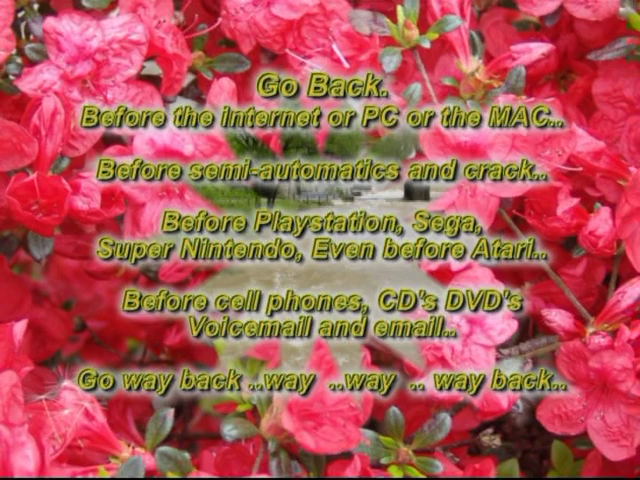 Go Back.
Before the internet or PC or the MAC..
Before semi-automatics and crack..
Before Playstation, Sega,
Super Nintendo, Even before Atari..
Before cell phones, CD's DVD's
Voicemail and email..
Go way back ..way ..way .. way back..